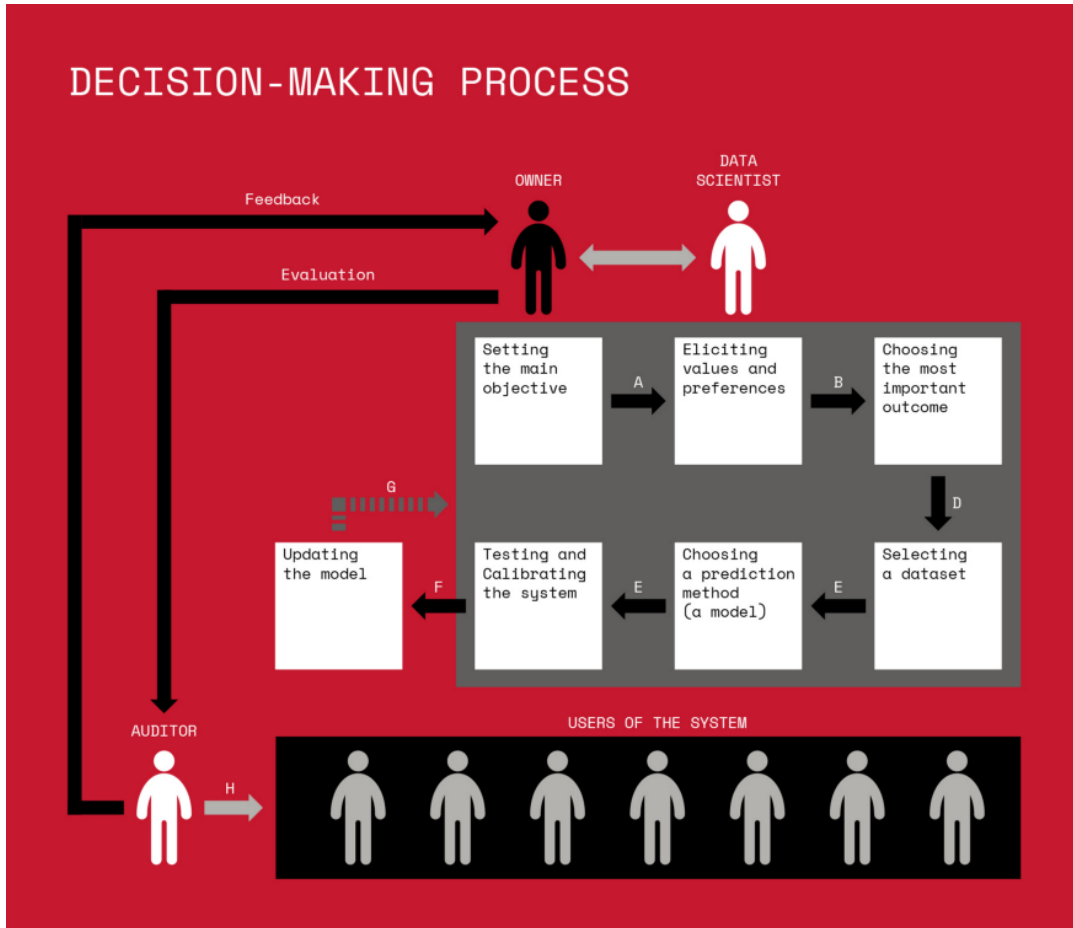 DECISION-MAKING PROCESS
DATA
SCIENTIST
OWNER
Feedback
Evaluation
Setting
the main
objective
A
Eliciting
values and
preferences
B
Choosing
the most
important
outcome
D
G
Updating
the model
F
Testing and
Calibrating
the system
E
Choosing
a prediction
method
(a model)
E
Selecting
a dataset
AUDITOR
H
USERS OF THE SYSTEM